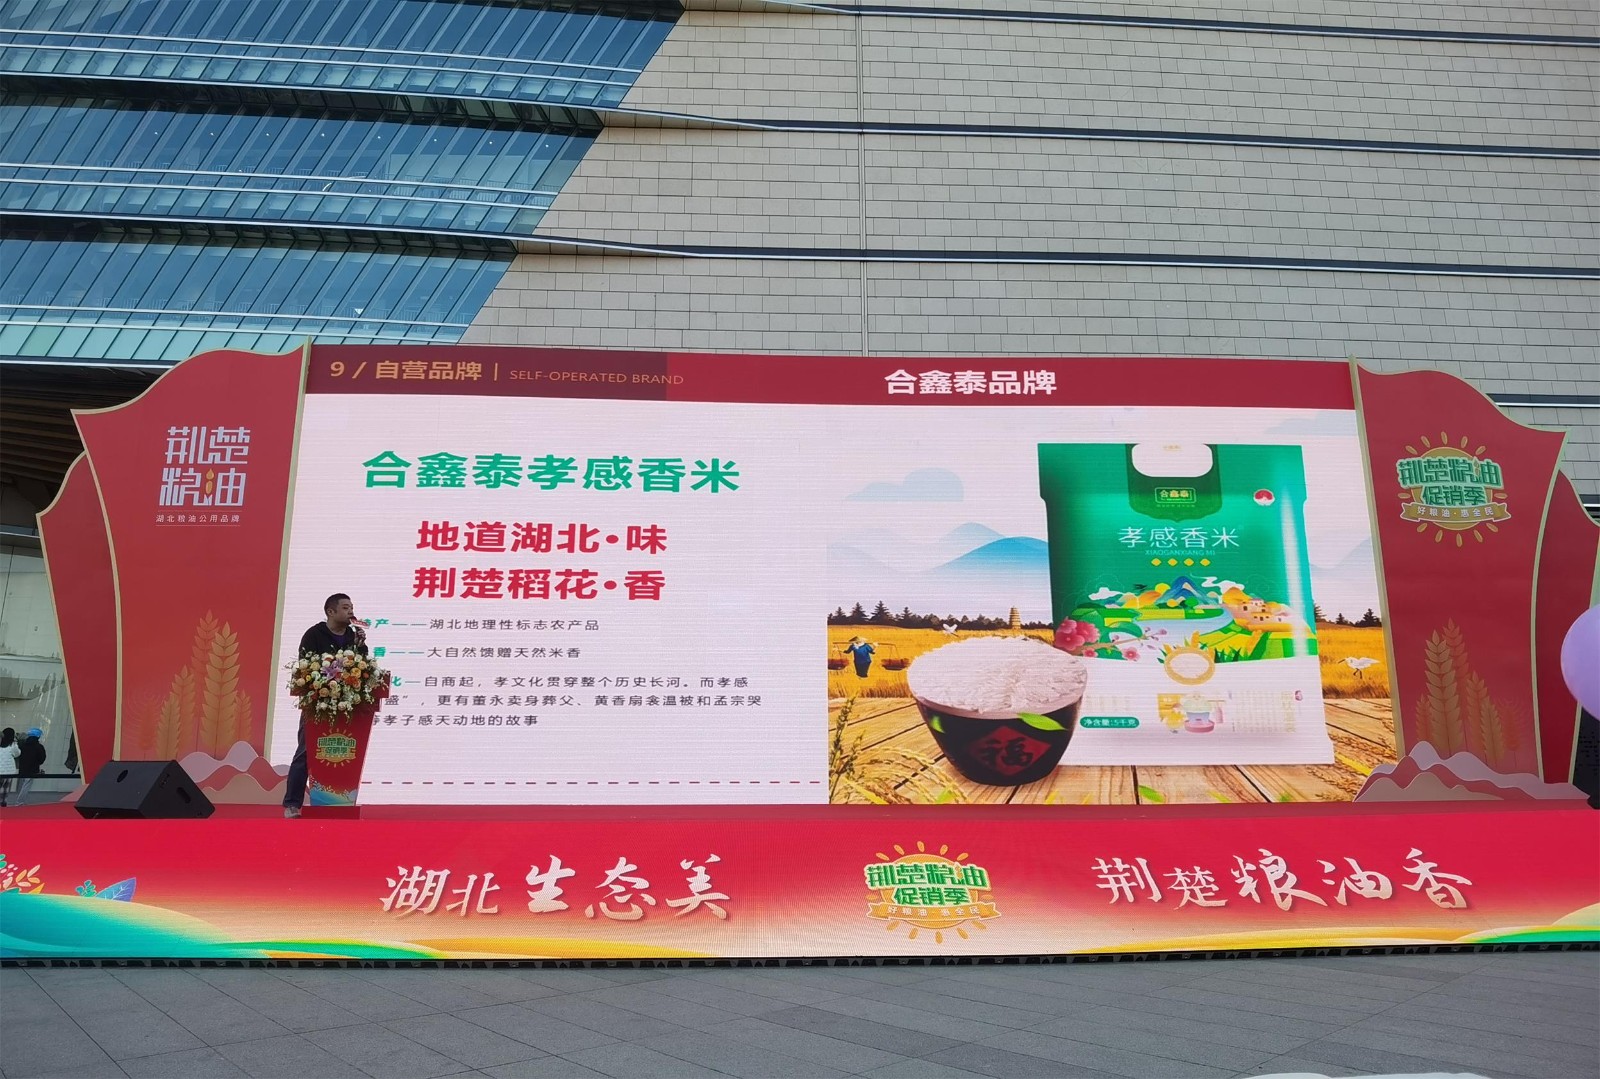 9 / 自营品牌 | SELF-OPERATED BRAND
合鑫泰品牌
荆楚
粮油
湖北粮油公用品牌
合鑫泰孝感香米
地道湖北·味
荆楚稻花·香
产——湖北地理性标志农产品
香——大自然馈赠天然米香
化—自商起，孝文化贯穿整个历史长河。而孝感
盛”，更有董永卖身葬父、黄香扇衾温被和孟宗哭
等孝子感天动地的故事
合鑫泰
孝感香米
XIAOGANXIANG MI
净含量:5千克
福
荆楚粮油
促销季
好粮油·惠全民
荆楚粮油
促销季
湖北生态美
荆楚粮油
促销季
好粮油·惠全民
荆楚粮油香